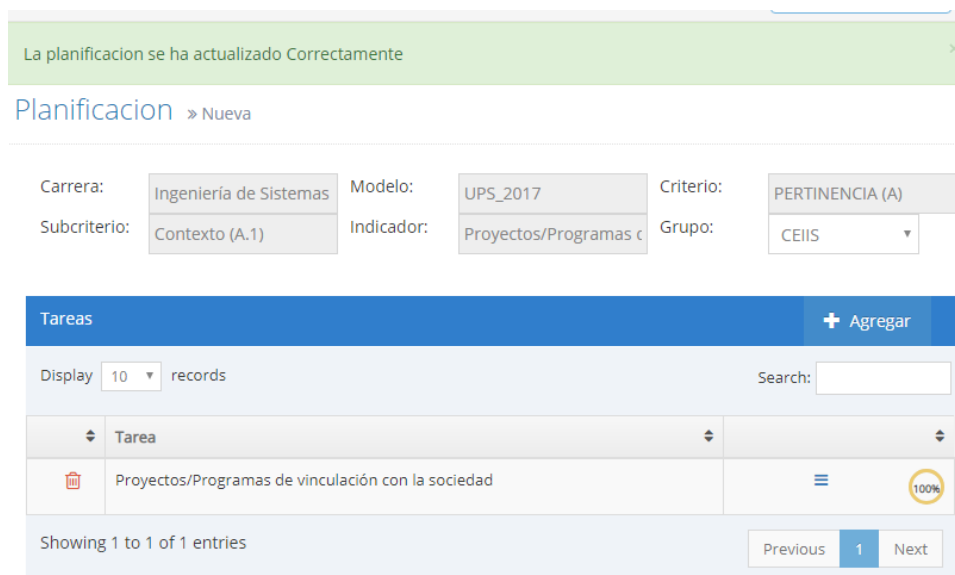 La planificacion se ha actualizado Correctamente ×
Planificacion » Nueva
Carrera: Ingeniería de Sistemas Modelo: UPS_2017 Criterio: PERTINENCIA (A)
Subcriterio: Contexto (A.1) Indicador: Proyectos/Programas Grupo: CEIIS
Tareas + Agregar
Display 10 records Search:
Tarea
Proyectos/Programas de vinculación con la sociedad 100%
Showing 1 to 1 of 1 entries Previous 1 Next